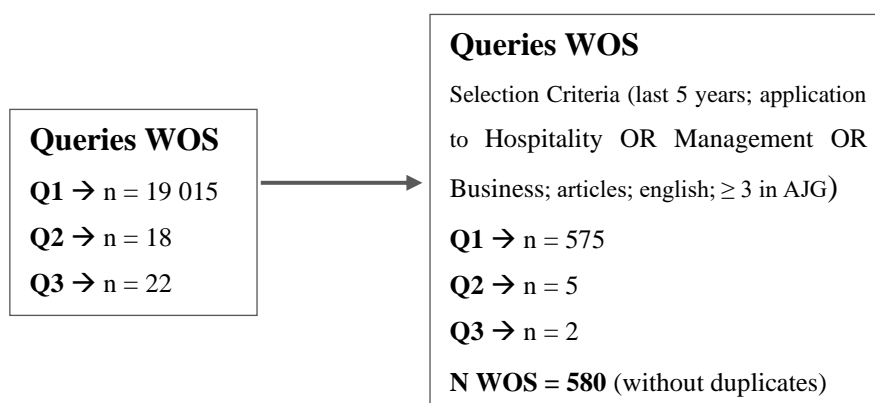 Queries WOS
Q1 → n = 19 015
Q2 → n = 18
Q3 → n = 22
Queries WOS
Selection Criteria (last 5 years; application
to Hospitality OR Management OR
Business; articles; english; ≥ 3 in AJG)
Q1 → n = 575
Q2 → n = 5
Q3 → n = 2
N WOS = 580 (without duplicates)